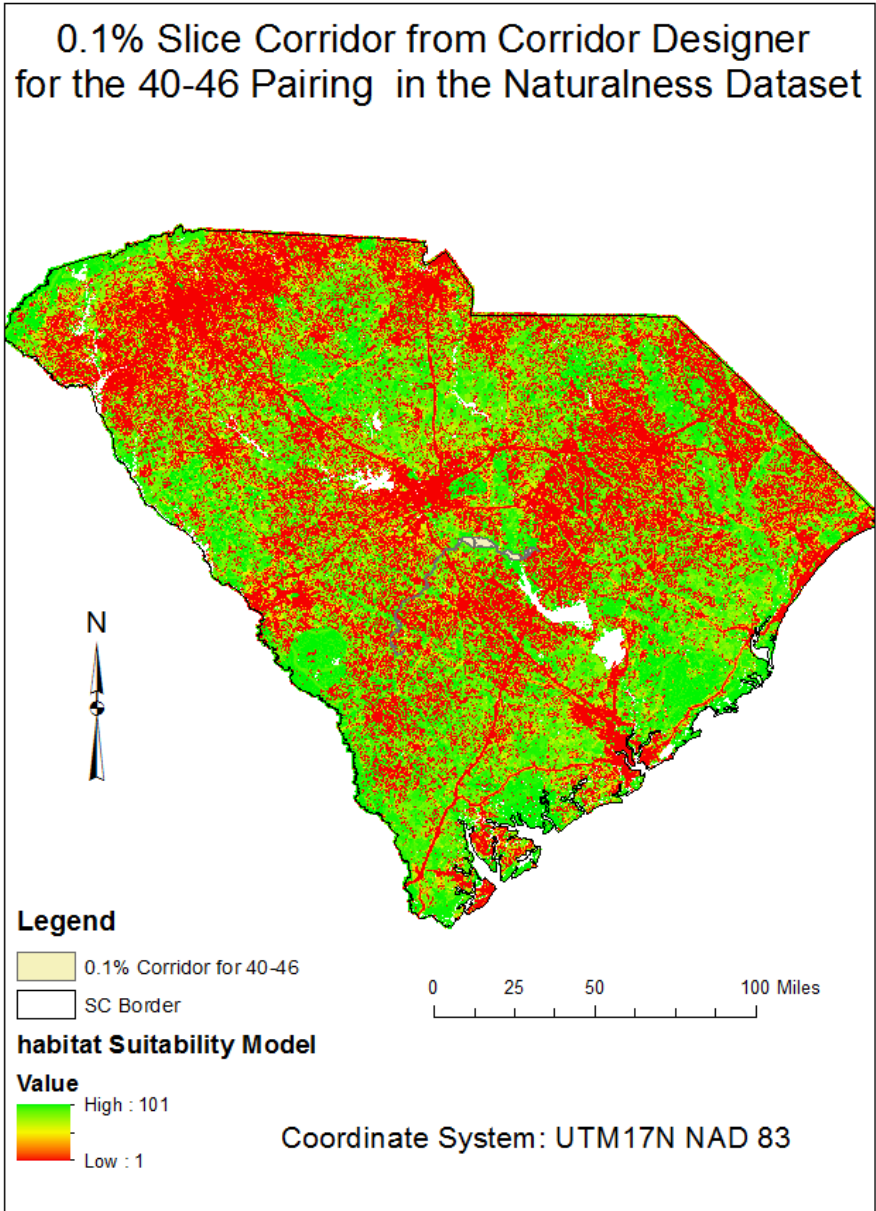 0.1% Slice Corridor from Corridor Designer
for the 40-46 Pairing in the Naturalness Dataset
N
Legend
0.1% Corridor for 40-46
SC Border
habitat Suitability Model
Value
High : 101
Low : 1
0 25 50 100 Miles
Coordinate System: UTM17N NAD 83